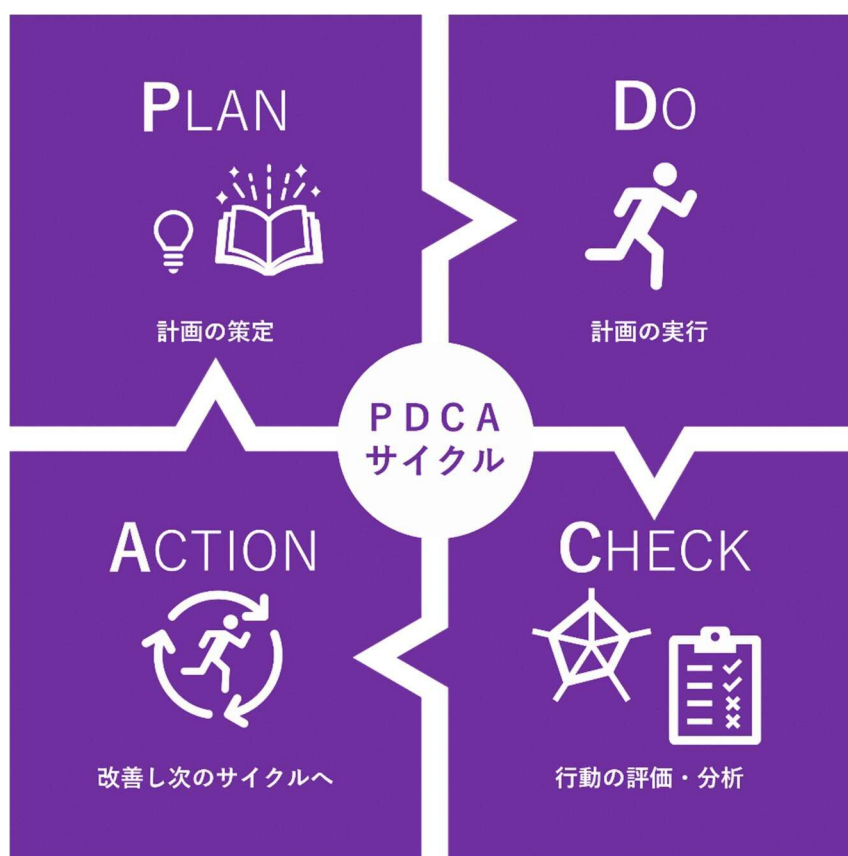 PLAN
計画の策定
DO
計画の実行
PDCA
サイクル
ACTION
改善し次のサイクルへ
CHECK
行動の評価・分析